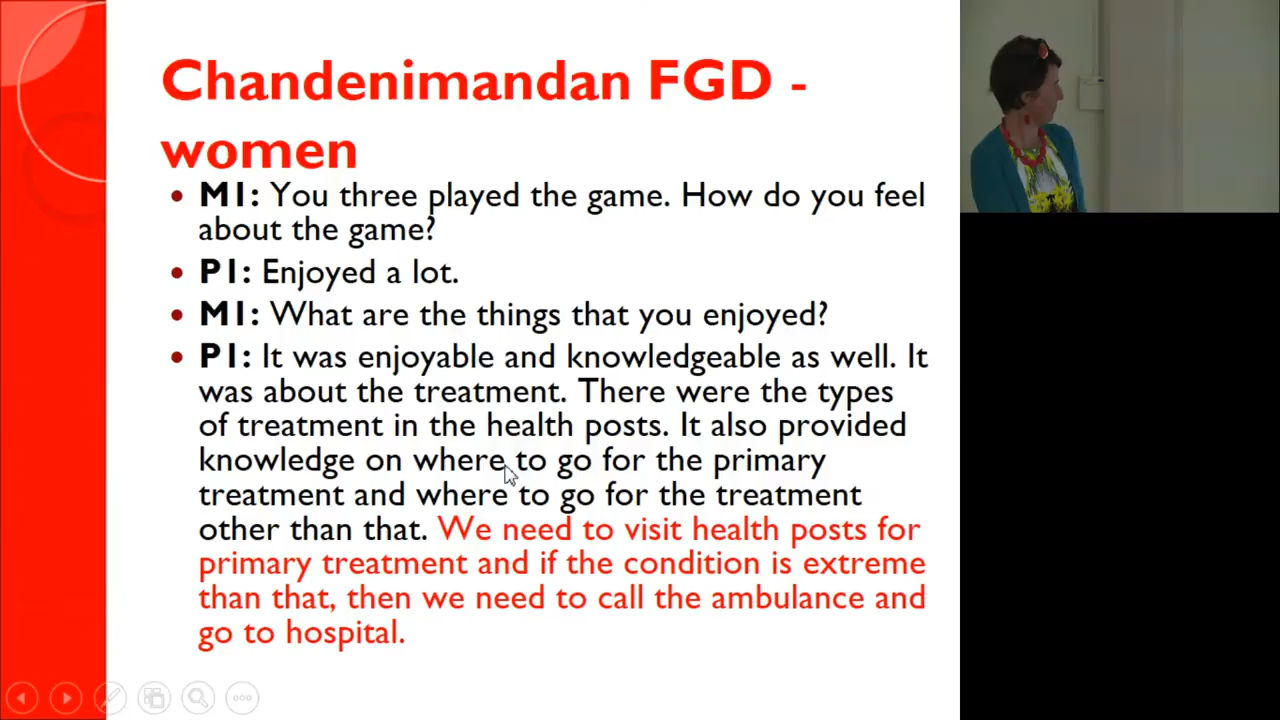 Chandenimandan FGD -
women
• M1: You three played the game. How do you feel
about the game?
• P1: Enjoyed a lot.
• M1: What are the things that you enjoyed?
• P1: It was enjoyable and knowledgeable as well. It
was about the treatment. There were the types
of treatment in the health posts. It also provided
knowledge on where to go for the primary
treatment and where to go for the treatment
other than that. We need to visit health posts for
primary treatment and if the condition is extreme
than that, then we need to call the ambulance and
go to hospital.